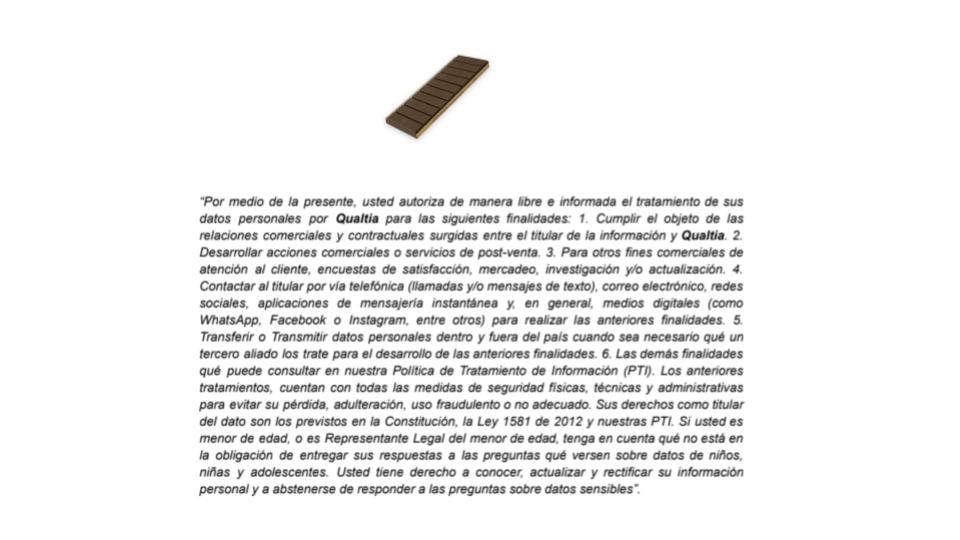 “Por medio de la presente, usted autoriza de manera libre e informada el tratamiento de sus
datos personales por Qualtia para las siguientes finalidades: 1. Cumplir el objeto de las
relaciones comerciales y contractuales surgidas entre el titular de la información y Qualtia. 2.
Desarrollar acciones comerciales o servicios de post-venta. 3. Para otros fines comerciales de
atención al cliente, encuestas de satisfacción, mercadeo, investigación y/o actualización. 4.
Contactar al titular por vía telefónica (llamadas y/o mensajes de texto), correo electrónico, redes
sociales, aplicaciones de mensajería instantánea y, en general, medios digitales (como
WhatsApp, Facebook o Instagram, entre otros) para realizar las anteriores finalidades. 5.
Transferir o Transmitir datos personales dentro y fuera del país cuando sea necesario qué un
tercero aliado los trate para el desarrollo de las anteriores finalidades. 6. Las demás finalidades
qué puede consultar en nuestra Política de Tratamiento de Información (PTI). Los anteriores
tratamientos, cuentan con todas las medidas de seguridad físicas, técnicas y administrativas
para evitar su pérdida, adulteración, uso fraudulento o no adecuado. Sus derechos como titular
del dato son los previstos en la Constitución, la Ley 1581 de 2012 y nuestras PTI. Si usted es
menor de edad, o es Representante Legal del menor de edad, tenga en cuenta qué no está en
la obligación de entregar sus respuestas a las preguntas qué versen sobre datos de niños,
niñas y adolescentes. Usted tiene derecho a conocer, actualizar y rectificar su información
personal y a abstenerse de responder a las preguntas sobre datos sensibles”.